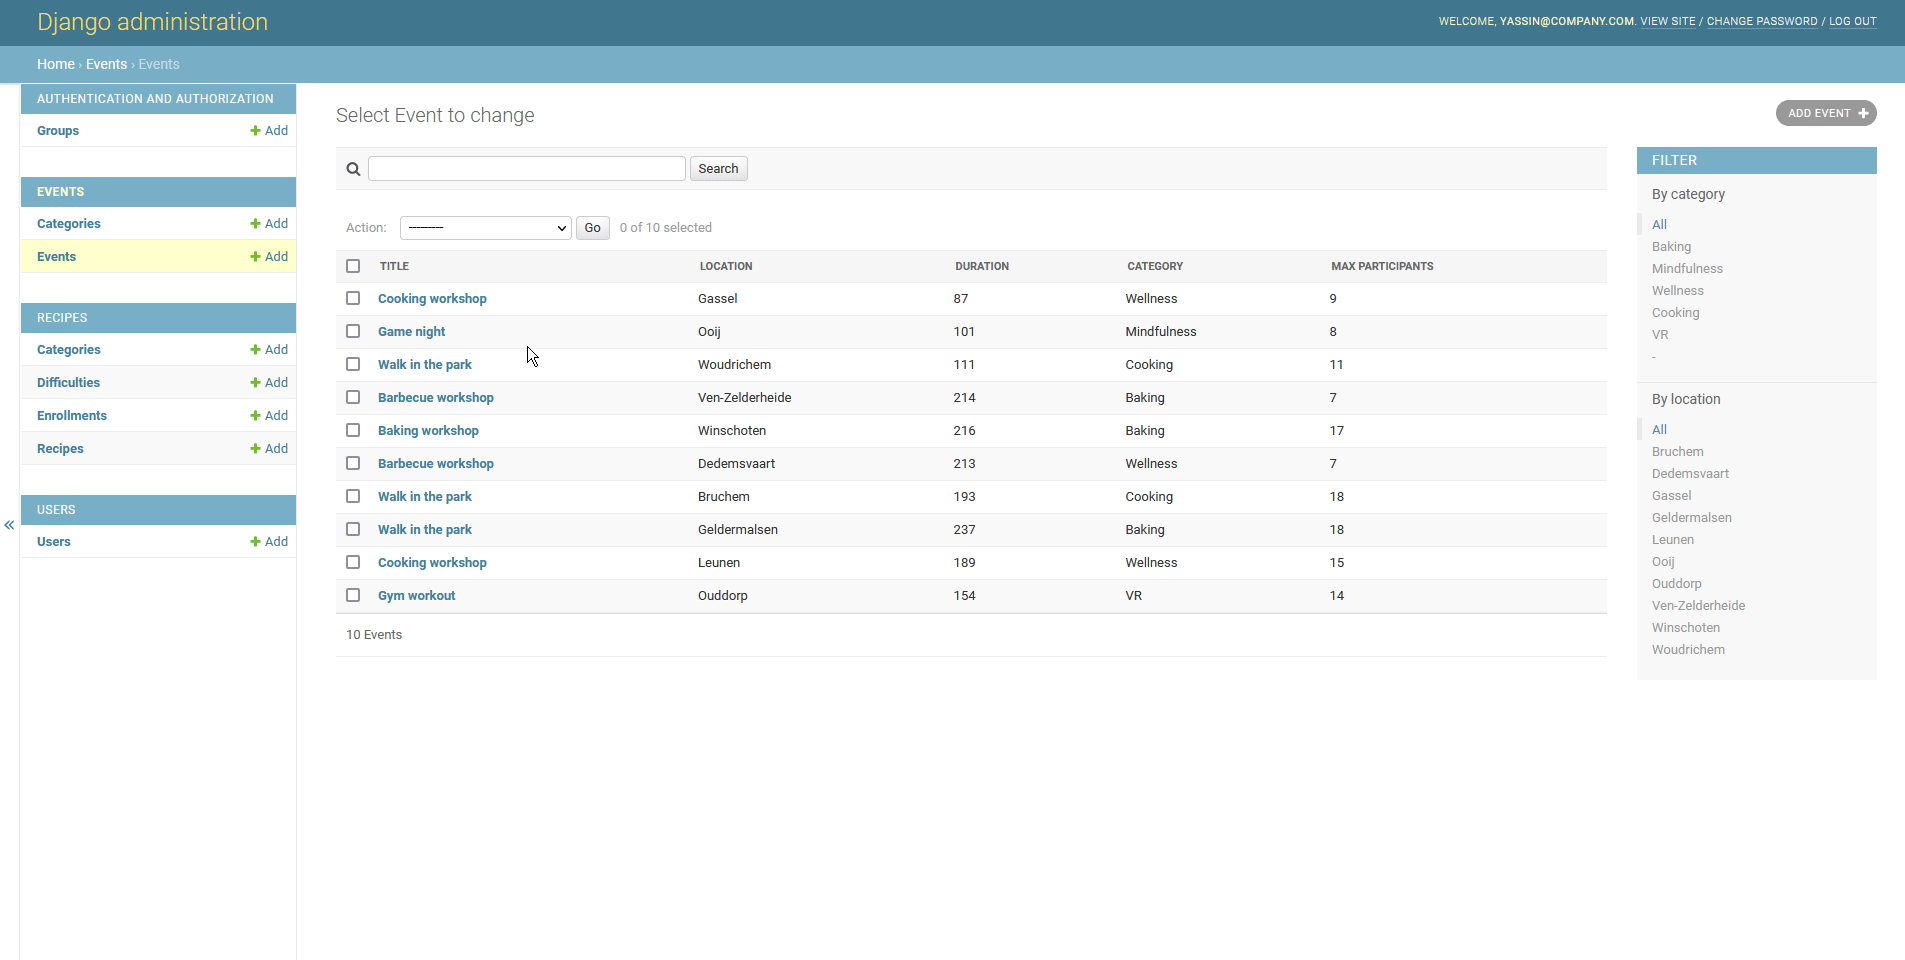 Django administration
WELCOME, YASSIN@COMPANY.COM. VIEW SITE / CHANGE PASSWORD / LOG OUT
Home › Events › Events
AUTHENTICATION AND AUTHORIZATION
Groups + Add
EVENTS
Categories + Add
Events + Add
RECIPES
Categories + Add
Difficulties + Add
Enrollments + Add
Recipes + Add
USERS
Users + Add
«
Select Event to change
ADD EVENT +
Search
Action: --------- Go 0 of 10 selected
TITLE LOCATION DURATION CATEGORY MAX PARTICIPANTS
Cooking workshop Gassel 87 Wellness 9
Game night Ooij 101 Mindfulness 8
Walk in the park Woudrichem 111 Cooking 11
Barbecue workshop Ven-Zelderheide 214 Baking 7
Baking workshop Winschoten 216 Baking 17
Barbecue workshop Dedemsvaart 213 Wellness 7
Walk in the park Bruchem 193 Cooking 18
Walk in the park Geldermalsen 237 Baking 18
Cooking workshop Leunen 189 Wellness 15
Gym workout Ouddorp 154 VR 14
10 Events
FILTER
By category
All
Baking
Mindfulness
Wellness
Cooking
VR
-
By location
All
Bruchem
Dedemsvaart
Gassel
Geldermalsen
Leunen
Ooij
Ouddorp
Ven-Zelderheide
Winschoten
Woudrichem